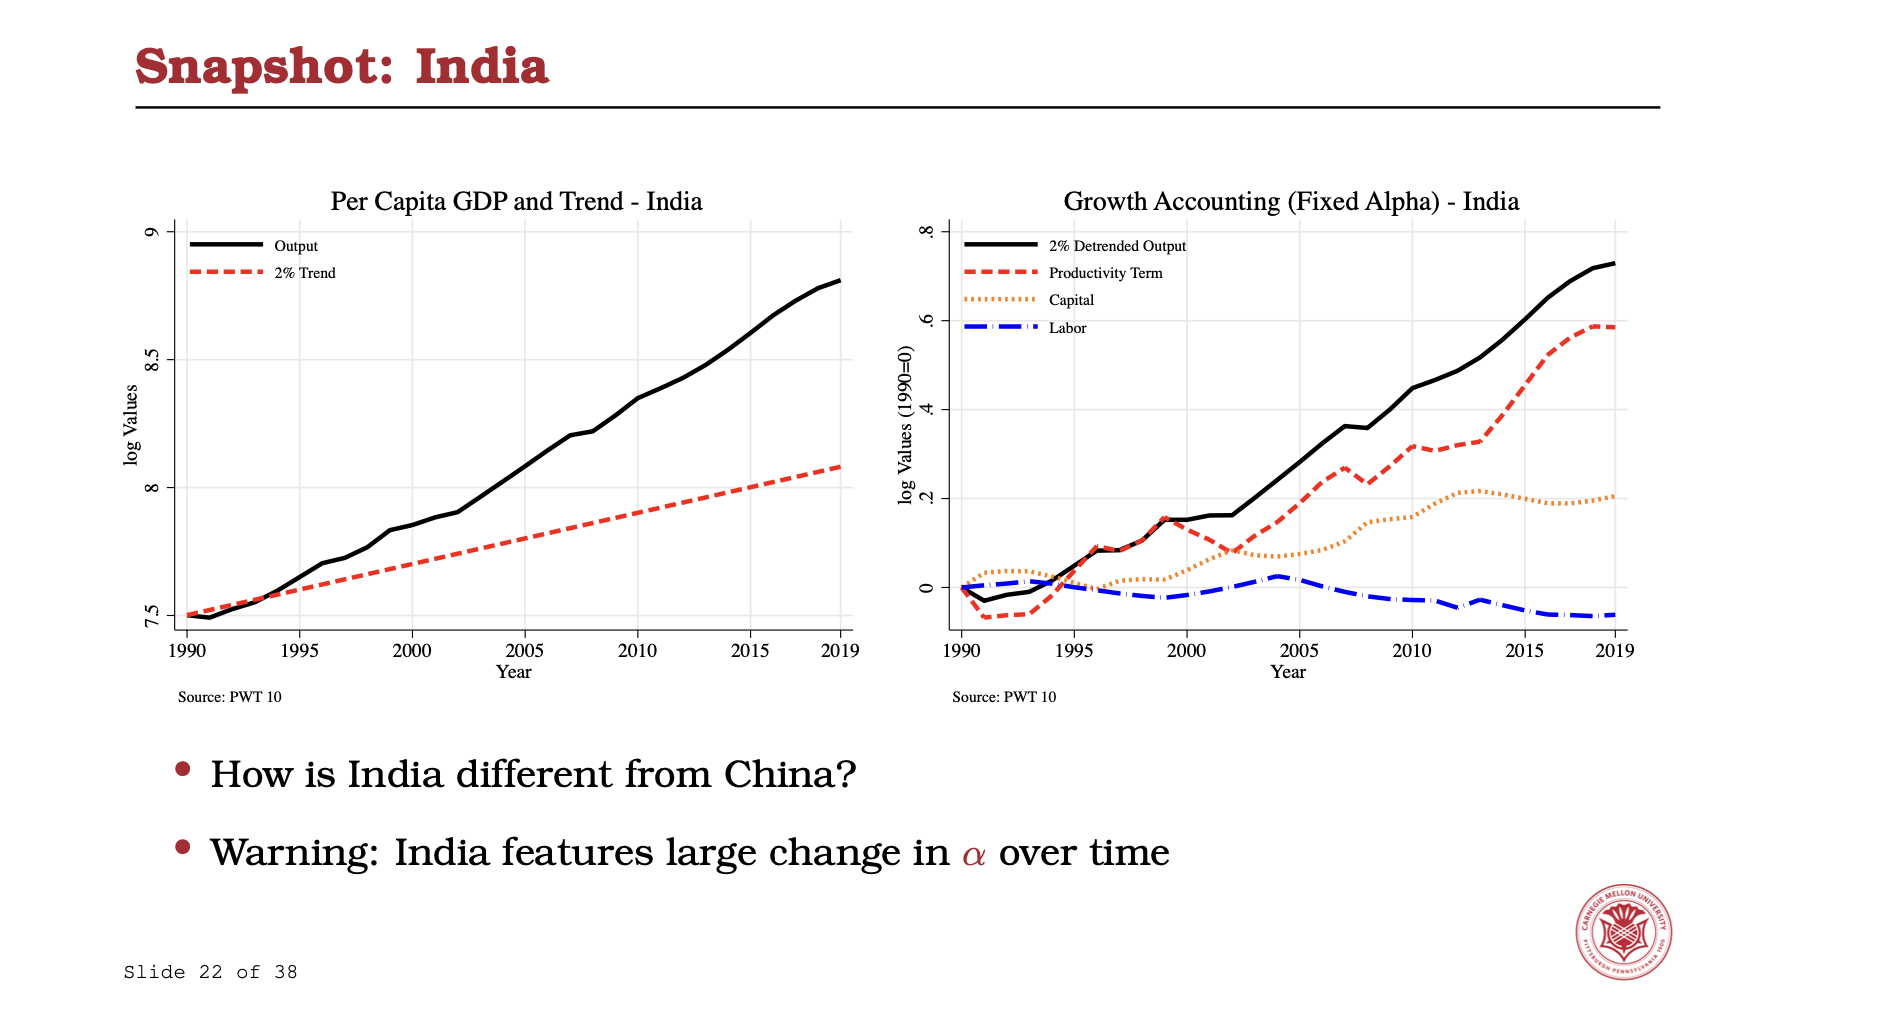 Snapshot: India
Per Capita GDP and Trend - India
Output
2% Trend
9
8.5
8
7.5
log Values
1990
1995
2000
2005
2010
2015
2019
Year
Source: PWT 10
Growth Accounting (Fixed Alpha) - India
2% Detrended Output
Productivity Term
Capital
Labor
.8
.6
.4
.2
0
log Values (1990=0)
1990
1995
2000
2005
2010
2015
2019
Year
Source: PWT 10
• How is India different from China?
• Warning: India features large change in α over time
CARNEGIE MELLON UNIVERSITY
PITTSBURGH PENNSYLVANIA 1900
Slide 22 of 38